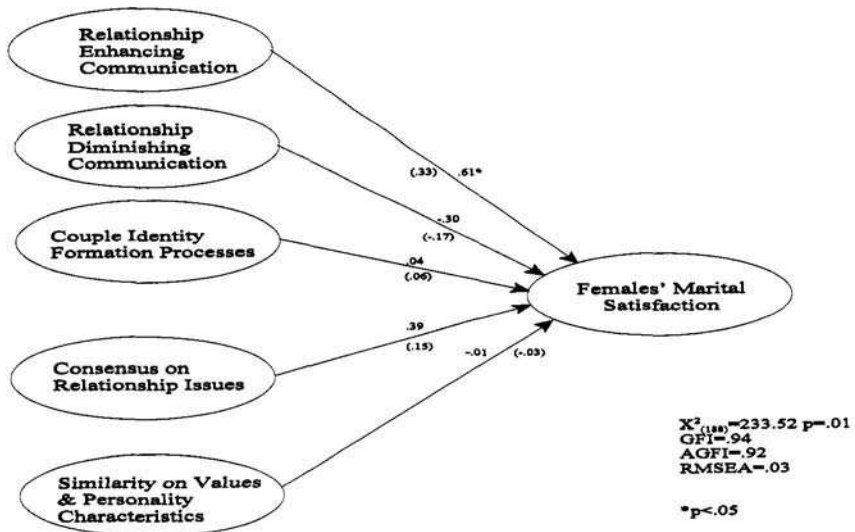 Relationship
Enhancing
Communication
Relationship
Diminishing
Communication
(.33) .61*
-.30
(-.17)
Couple Identity
Formation Processes
.04
(.06)
Females' Marital
Satisfaction
.39
(.15)
-.01 (-.03)
Consensus on
Relationship Issues
Similarity on Values
& Personality
Characteristics
X²(188)=233.52 p=.01
GFI=.94
AGFI=.92
RMSEA=.03
*p<.05